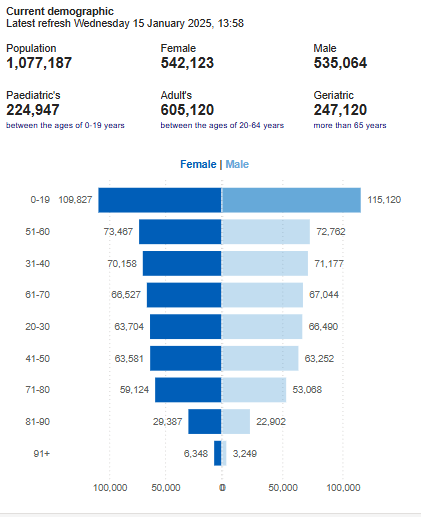 Current demographic
Latest refresh Wednesday 15 January 2025, 13:58
Population Female Male
1,077,187 542,123 535,064
Paediatric's Adult's Geriatric
224,947 605,120 247,120
between the ages of 0-19 years between the ages of 20-64 years more than 65 years
Female | Male
0-19 109,827 115,120
51-60 73,467 72,762
31-40 70,158 71,177
61-70 66,527 67,044
20-30 63,704 66,490
41-50 63,581 63,252
71-80 59,124 53,068
81-90 29,387 22,902
91+ 6,348 3,249
100,000 50,000 0 0 50,000 100,000